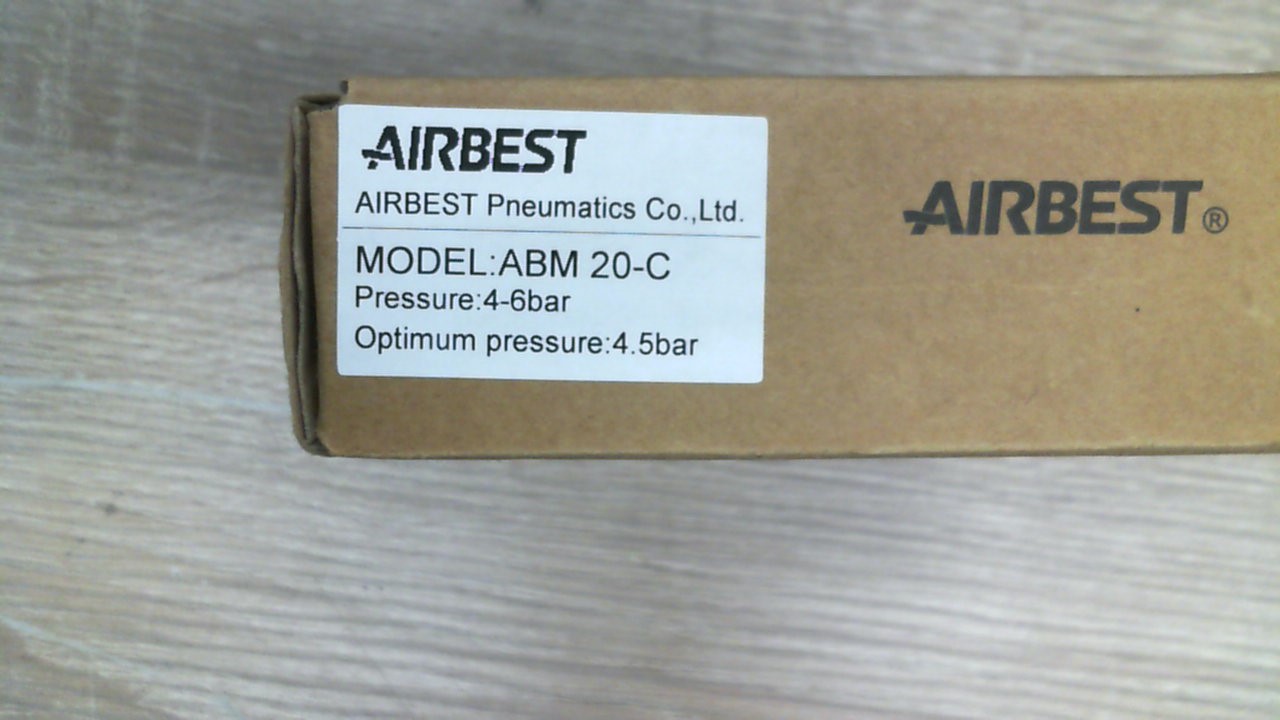 AIRBEST
AIRBEST Pneumatics Co.,Ltd.
MODEL:ABM 20-C
Pressure:4-6bar
Optimum pressure:4.5bar
AIRBEST®